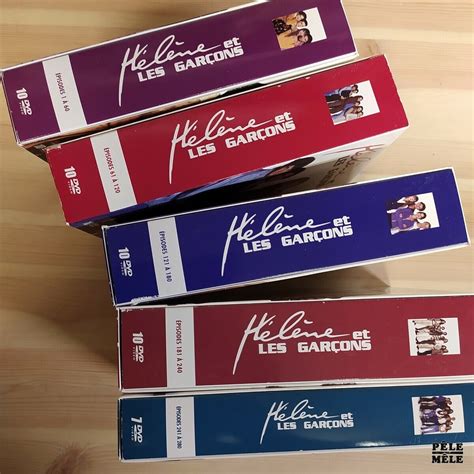 10 DVD
EPISODES 1 À 60
Hélène et
LES GARÇONS
10 DVD
EPISODES 61 À 120
Hélène et
LES GARÇONS
10 DVD
EPISODES 121 À 180
Hélène et
LES GARÇONS
10 DVD
EPISODES 181 À 240
Hélène et
LES GARÇONS
7 DVD
EPISODES 241 À 280
Hélène et
LES GARÇONS
PELE
MÊLE